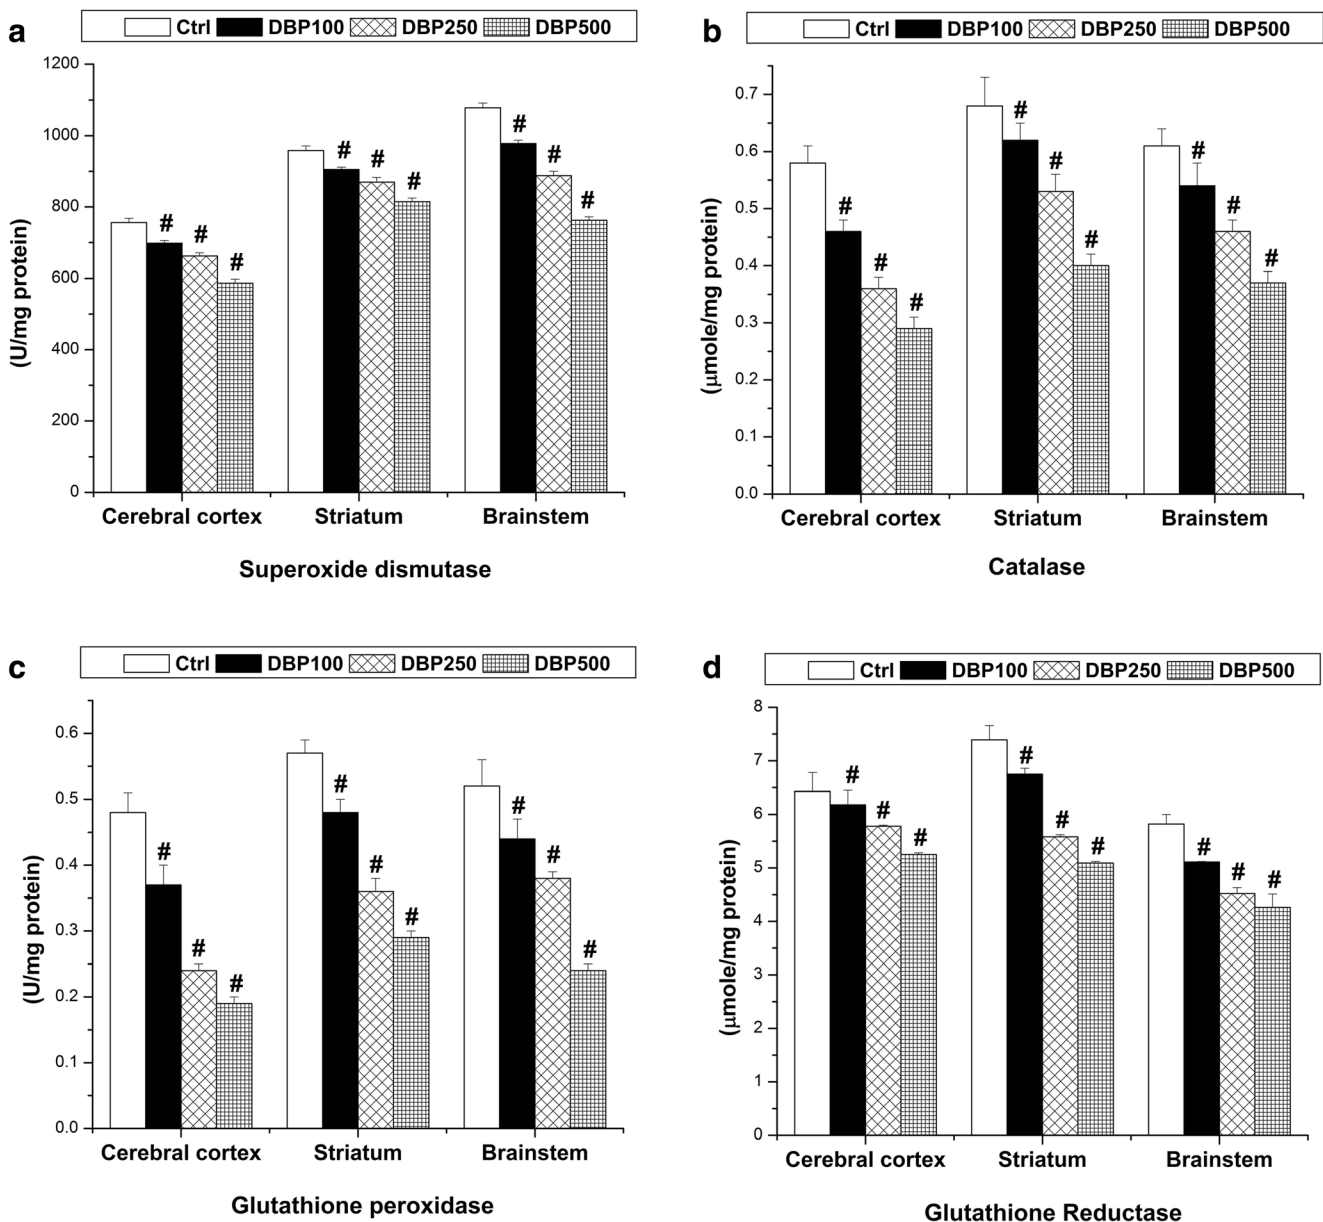 a
Ctrl DBP100 DBP250 DBP500
1200
1000
800
600
400
200
0
(U/mg protein)
# # #
# # #
# # #
Cerebral cortex Striatum Brainstem
Superoxide dismutase
b
Ctrl DBP100 DBP250 DBP500
0.7
0.6
0.5
0.4
0.3
0.2
0.1
0.0
(μmole/mg protein)
# # #
# # #
# # #
Cerebral cortex Striatum Brainstem
Catalase
c
Ctrl DBP100 DBP250 DBP500
0.6
0.5
0.4
0.3
0.2
0.1
0.0
(U/mg protein)
# # #
# # #
# # #
Cerebral cortex Striatum Brainstem
Glutathione peroxidase
d
Ctrl DBP100 DBP250 DBP500
8
7
6
5
4
3
2
1
0
(μmole/mg protein)
# # #
# # #
# # #
Cerebral cortex Striatum Brainstem
Glutathione Reductase